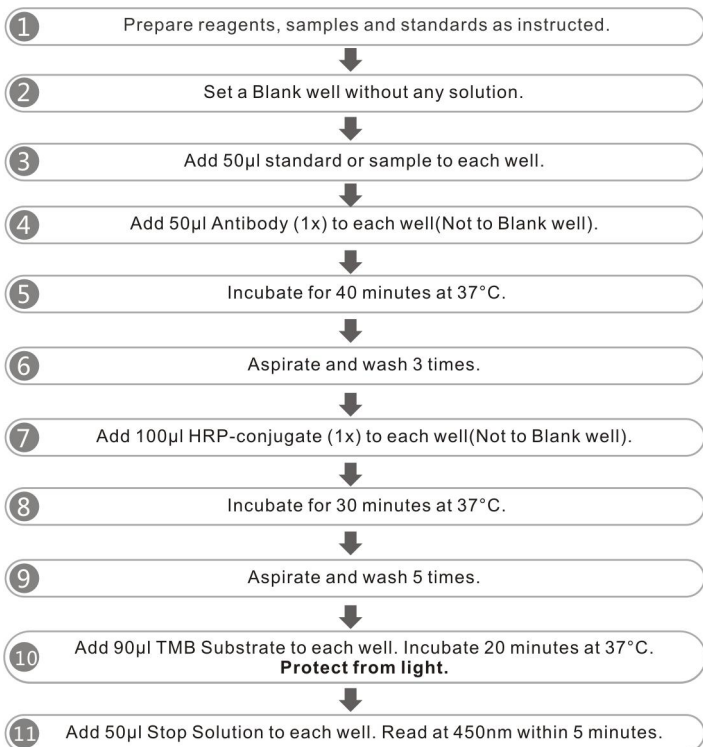 1 Prepare reagents, samples and standards as instructed.
2 Set a Blank well without any solution.
3 Add 50µl standard or sample to each well.
4 Add 50µl Antibody (1x) to each well(Not to Blank well).
5 Incubate for 40 minutes at 37°C.
6 Aspirate and wash 3 times.
7 Add 100µl HRP-conjugate (1x) to each well(Not to Blank well).
8 Incubate for 30 minutes at 37°C.
9 Aspirate and wash 5 times.
10 Add 90µl TMB Substrate to each well. Incubate 20 minutes at 37°C.
Protect from light.
11 Add 50µl Stop Solution to each well. Read at 450nm within 5 minutes.